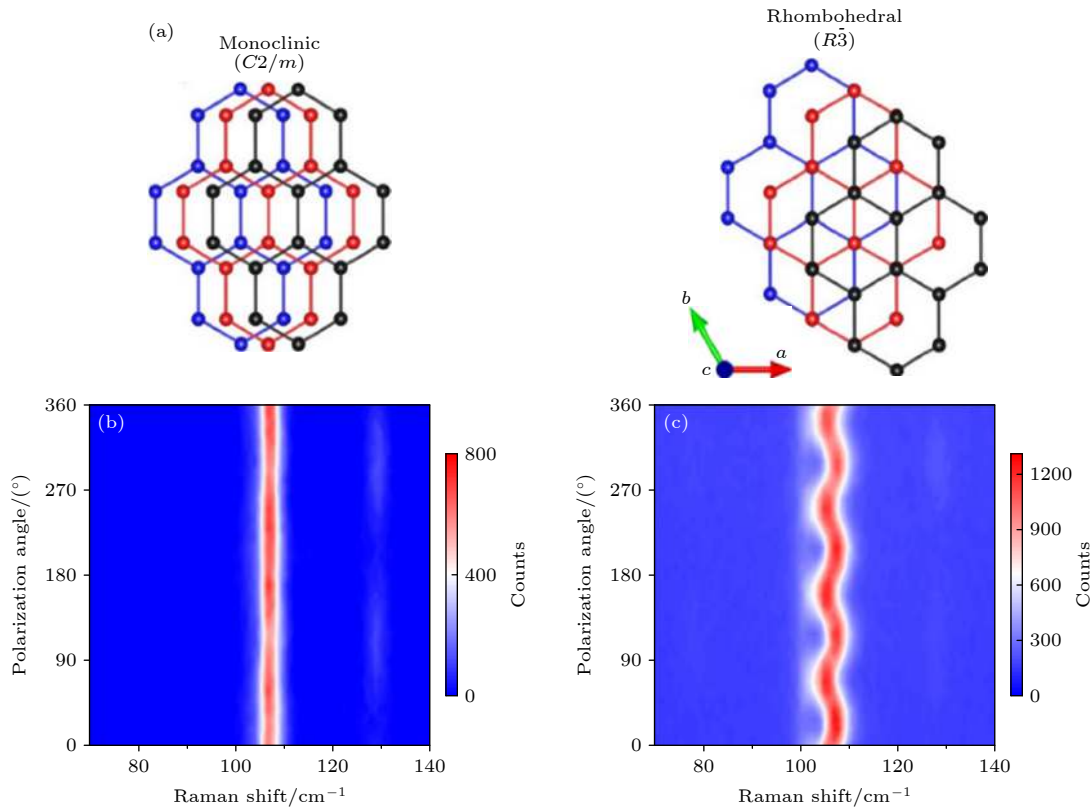 (a)
Monoclinic
(C2/m)
Rhombohedral
(R3̄)
b
a
c
(b)
360
270
180
90
0
Polarization angle/(°)
80
100
120
140
Raman shift/cm⁻¹
800
400
0
Counts
(c)
360
270
180
90
0
Polarization angle/(°)
80
100
120
140
Raman shift/cm⁻¹
1200
900
600
300
0
Counts